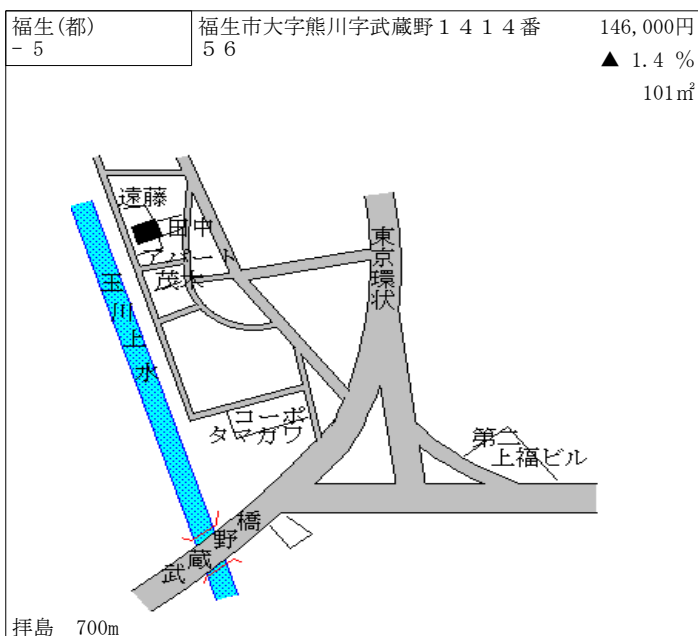 福生(都)
- 5
福生市大字熊川字武蔵野１４１４番
５６
146,000円
▲ 1.4 %
101㎡
遠藤
田中
アパート
茂木
東京環状
玉川上水
コーポ
タマガワ
第二
上福ビル
武蔵野橋
拝島　700m